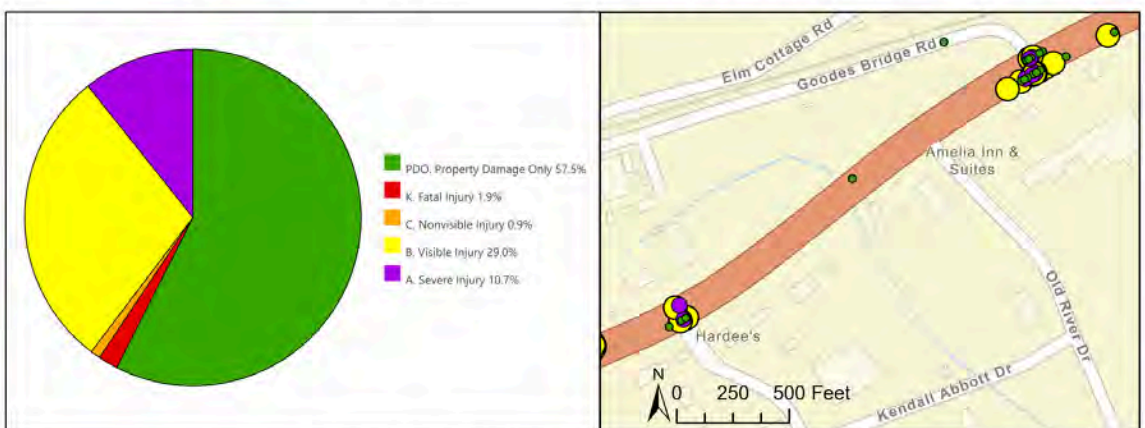 PDO. Property Damage Only 57.5%
K. Fatal Injury 1.9%
C. Nonvisible Injury 0.9%
B. Visible Injury 29.0%
A. Severe Injury 10.7%
Elm Cottage Rd
Goodes Bridge Rd
Amelia Inn &
Suites
Old River Dr
Hardee's
Kendall Abbott Dr
N
0 250 500 Feet